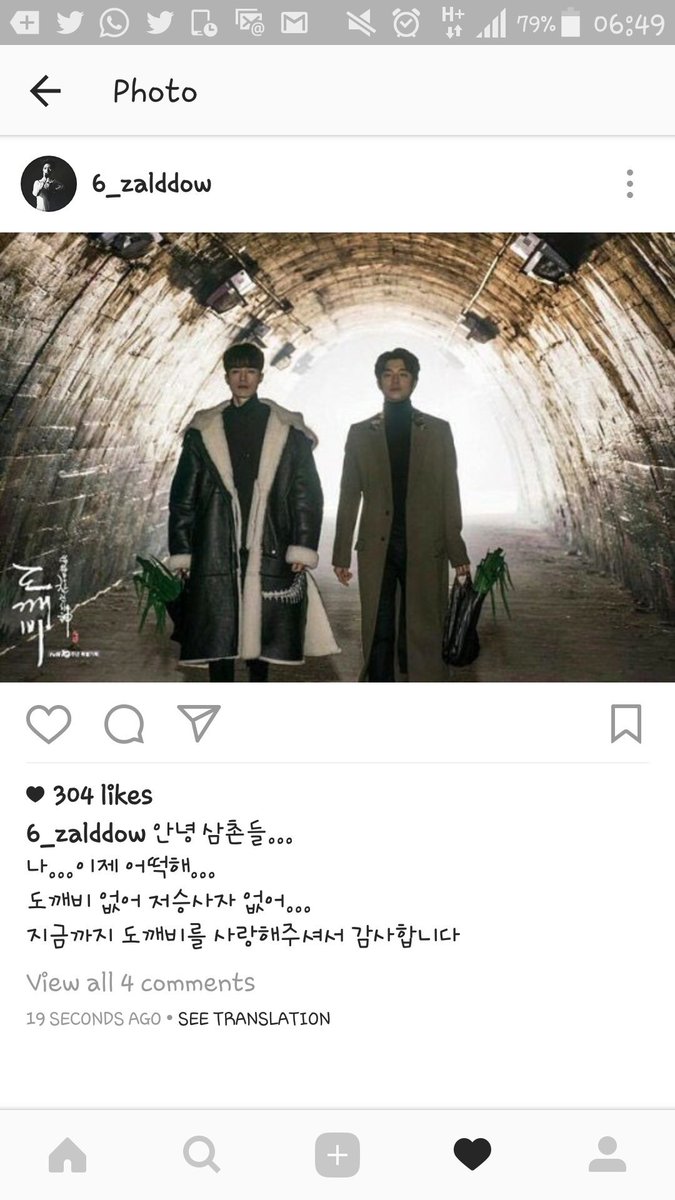 79% 06:49
Photo
6_zalddow
도깨비
304 likes
6_zalddow 안녕 삼촌들...
나...이제 어떡해...
도깨비 없어 저승사자 없어...
지금까지 도깨비를 사랑해주셔서 감사합니다
View all 4 comments
19 SECONDS AGO • SEE TRANSLATION